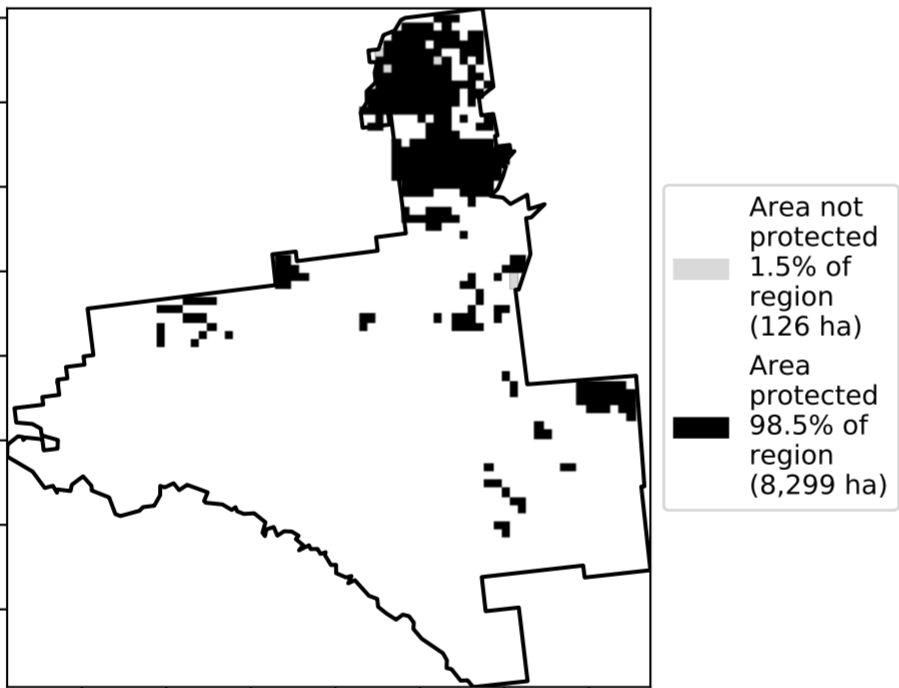 Area not
protected
1.5% of
region
(126 ha)
Area
protected
98.5% of
region
(8,299 ha)